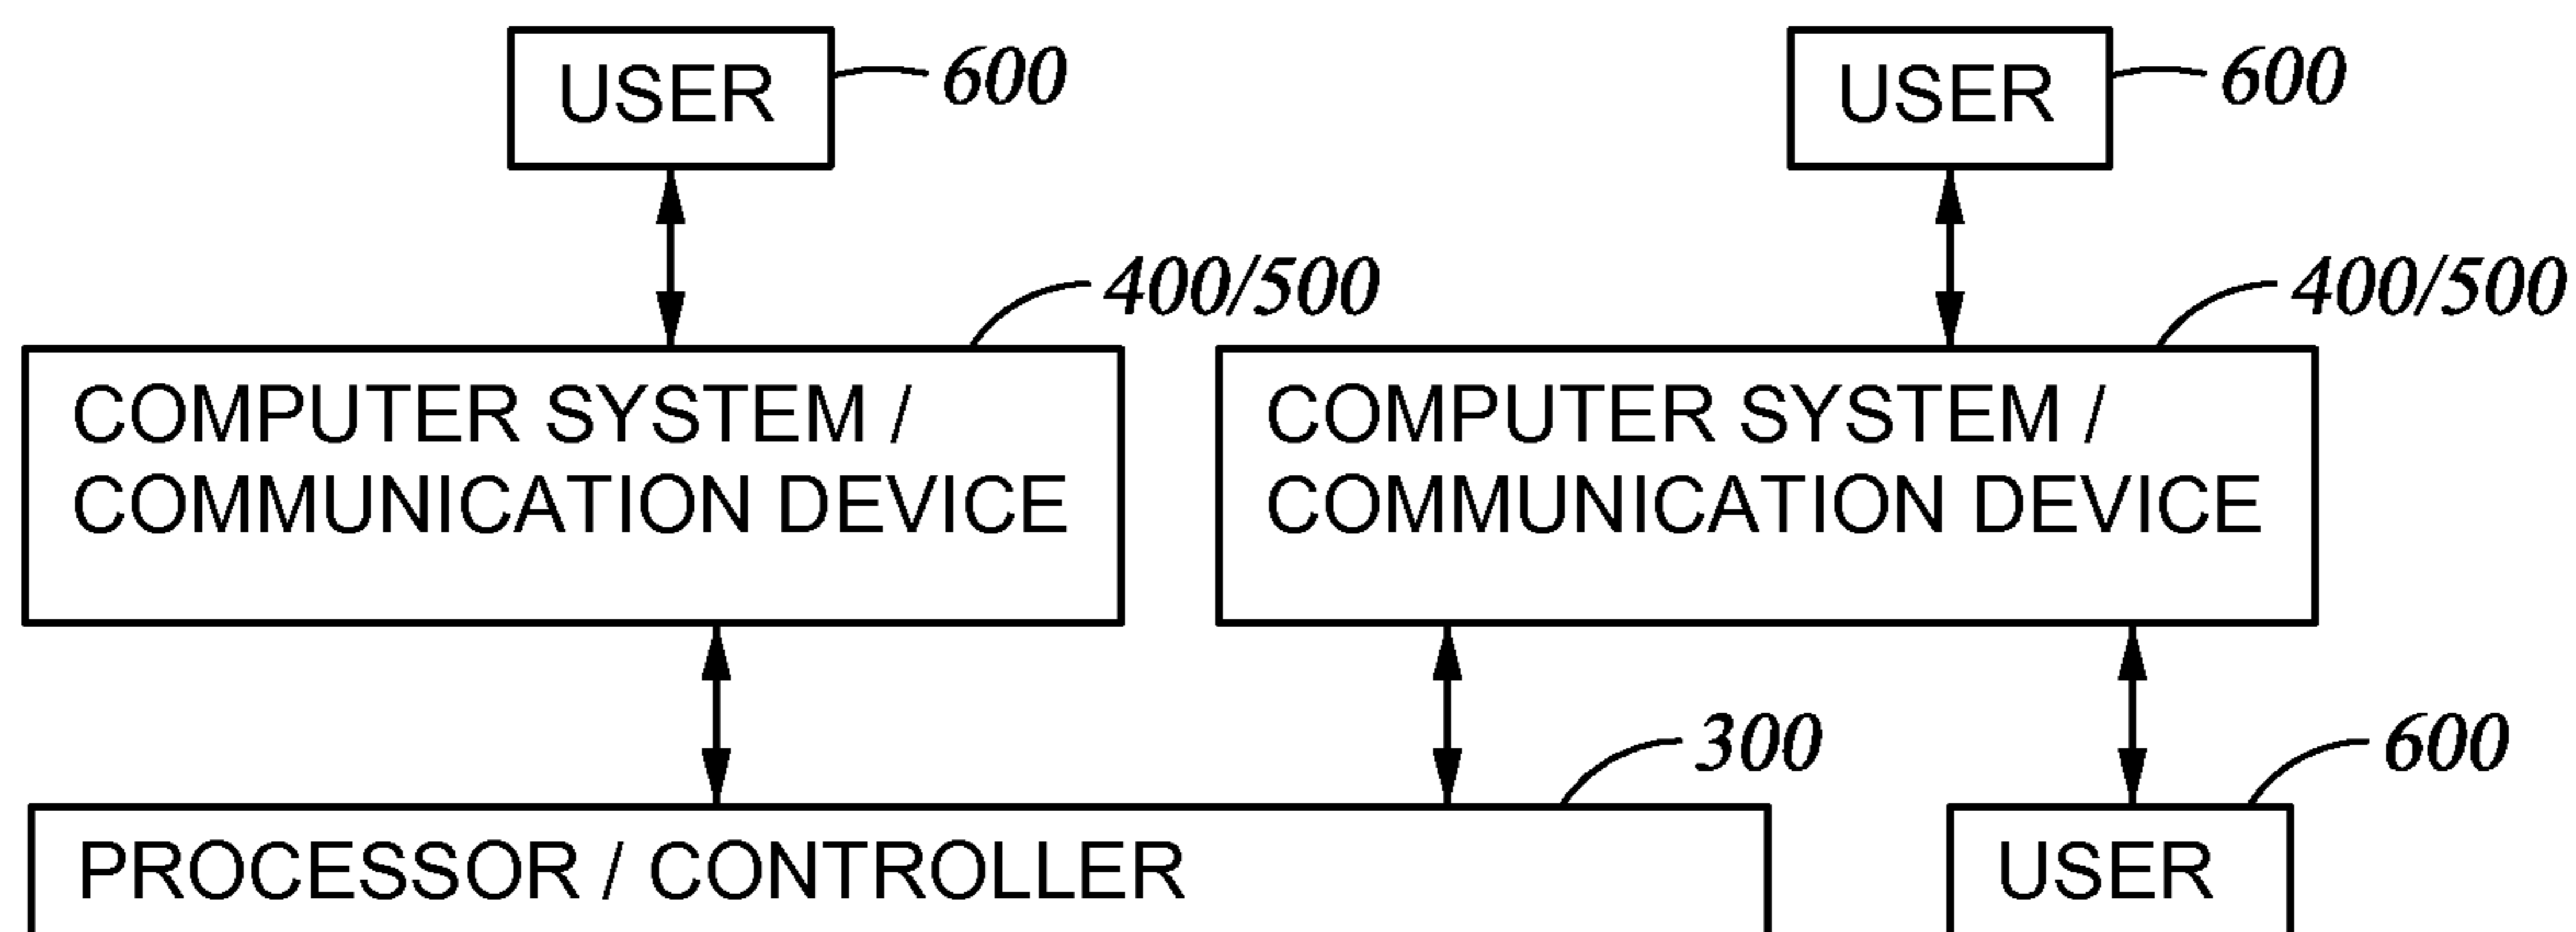 USER 600 USER 600
400/500 400/500
COMPUTER SYSTEM / COMPUTER SYSTEM /
COMMUNICATION DEVICE COMMUNICATION DEVICE
300 600
PROCESSOR / CONTROLLER USER